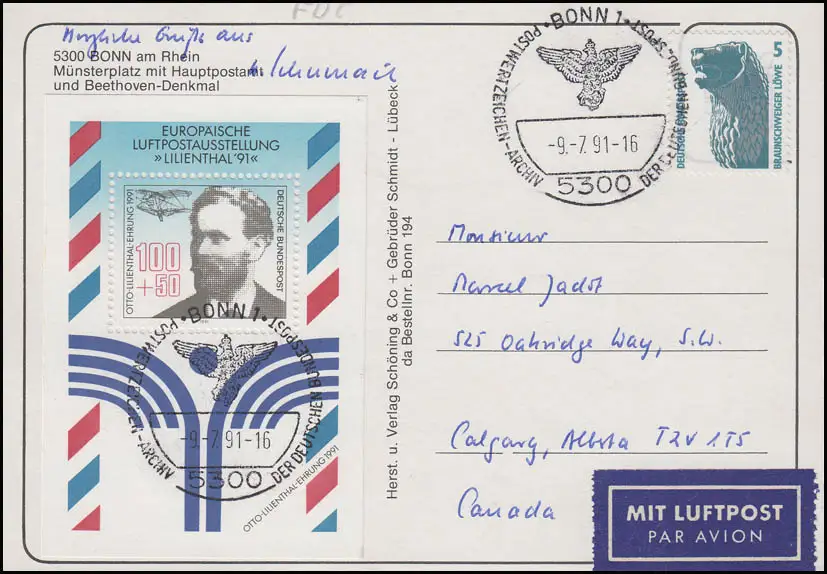 FDC
Herzliche Grüße aus
5300 BONN am Rhein
Münsterplatz mit Hauptpostamt
und Beethoven-Denkmal
EUROPÄISCHE
LUFTPOSTAUSSTELLUNG
»LILIENTHAL'91«
OTTO-LILIENTHAL-EHRUNG 1991
100
+50
DEUTSCHE BUNDESPOST
· BONN 1 ·
POSTWERTZEICHEN-ARCHIV
DER DEUTSCHEN BUNDESPOST
-9.-7.91-16
5300
OTTO-LILIENTHAL-EHRUNG 1991
Herst. u. Verlag Schöning & Co + Gebrüder Schmidt - Lübeck
da Bestellnr. Bonn 194
· BONN 1 ·
POSTWERTZEICHEN-ARCHIV
DER DEUTSCHEN BUNDESPOST
-9.-7.91-16
5300
5
DEUTSCHE BUNDESPOST
BRAUNSCHWEIGER LÖWE
Monsieur
Marcel Jadot
525 Oakridge Way, S.W.
Calgary, Alberta T2V 1T5
Canada
MIT LUFTPOST
PAR AVION